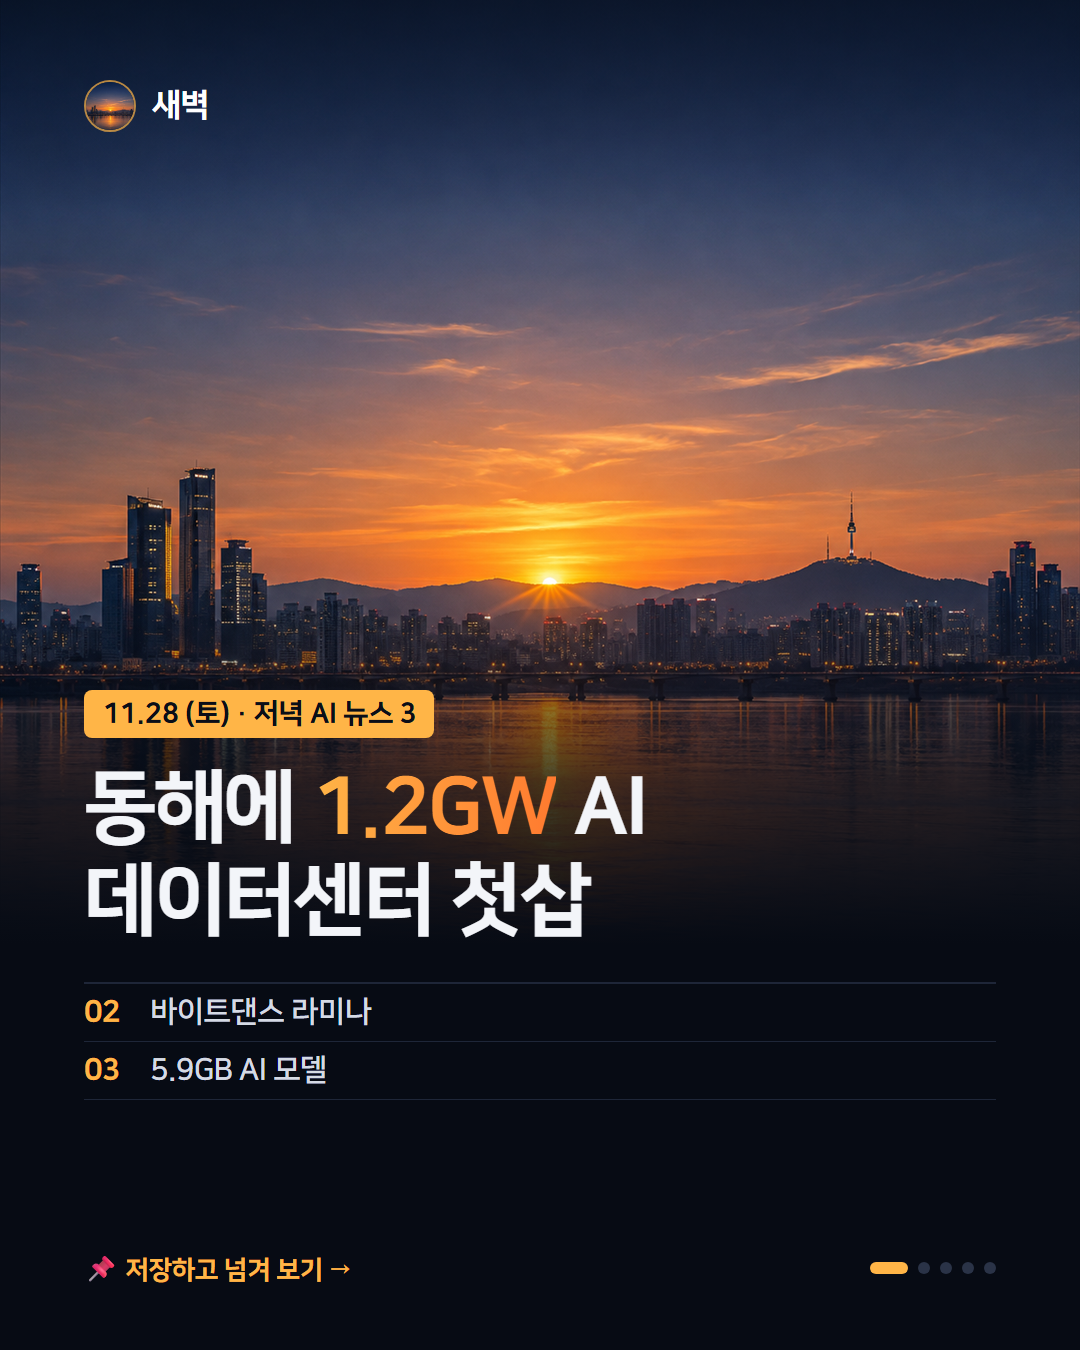 새벽
11.28 (토) · 저녁 AI 뉴스 3
동해에 1.2GW AI
데이터센터 첫삽
02 바이트댄스 라미나
03 5.9GB AI 모델
📌 저장하고 넘겨 보기 →